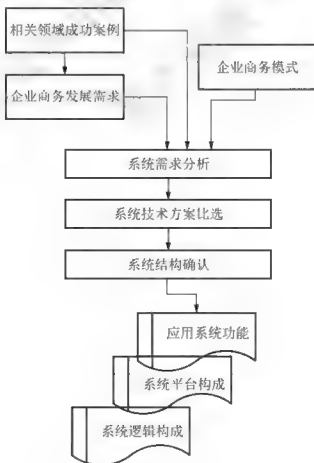 相关领域成功案例
企业商务模式
企业商务发展需求
系统需求分析
系统技术方案比选
系统结构确认
应用系统功能
系统平台构成
系统逻辑构成